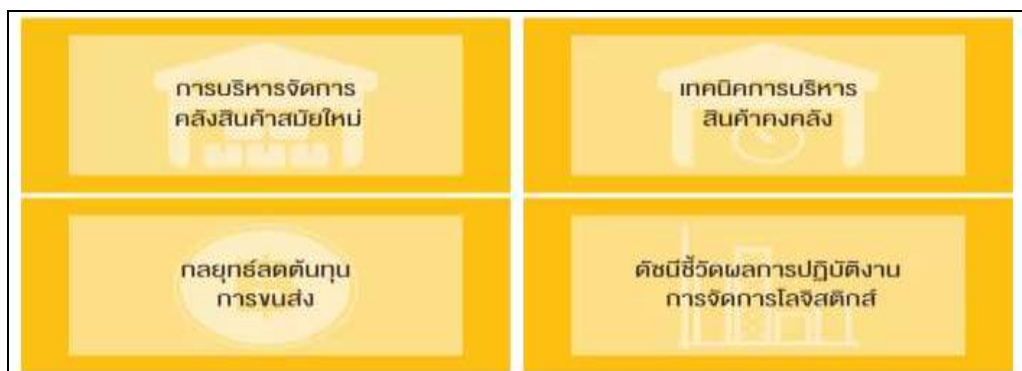 การบริหารจัดการ
คลังสินค้าสมัยใหม่
เทคนิคการบริหาร
สินค้าคงคลัง
กลยุทธ์ลดต้นทุน
การขนส่ง
ดัชนีชี้วัดผลการปฏิบัติงาน
การจัดการโลจิสติกส์